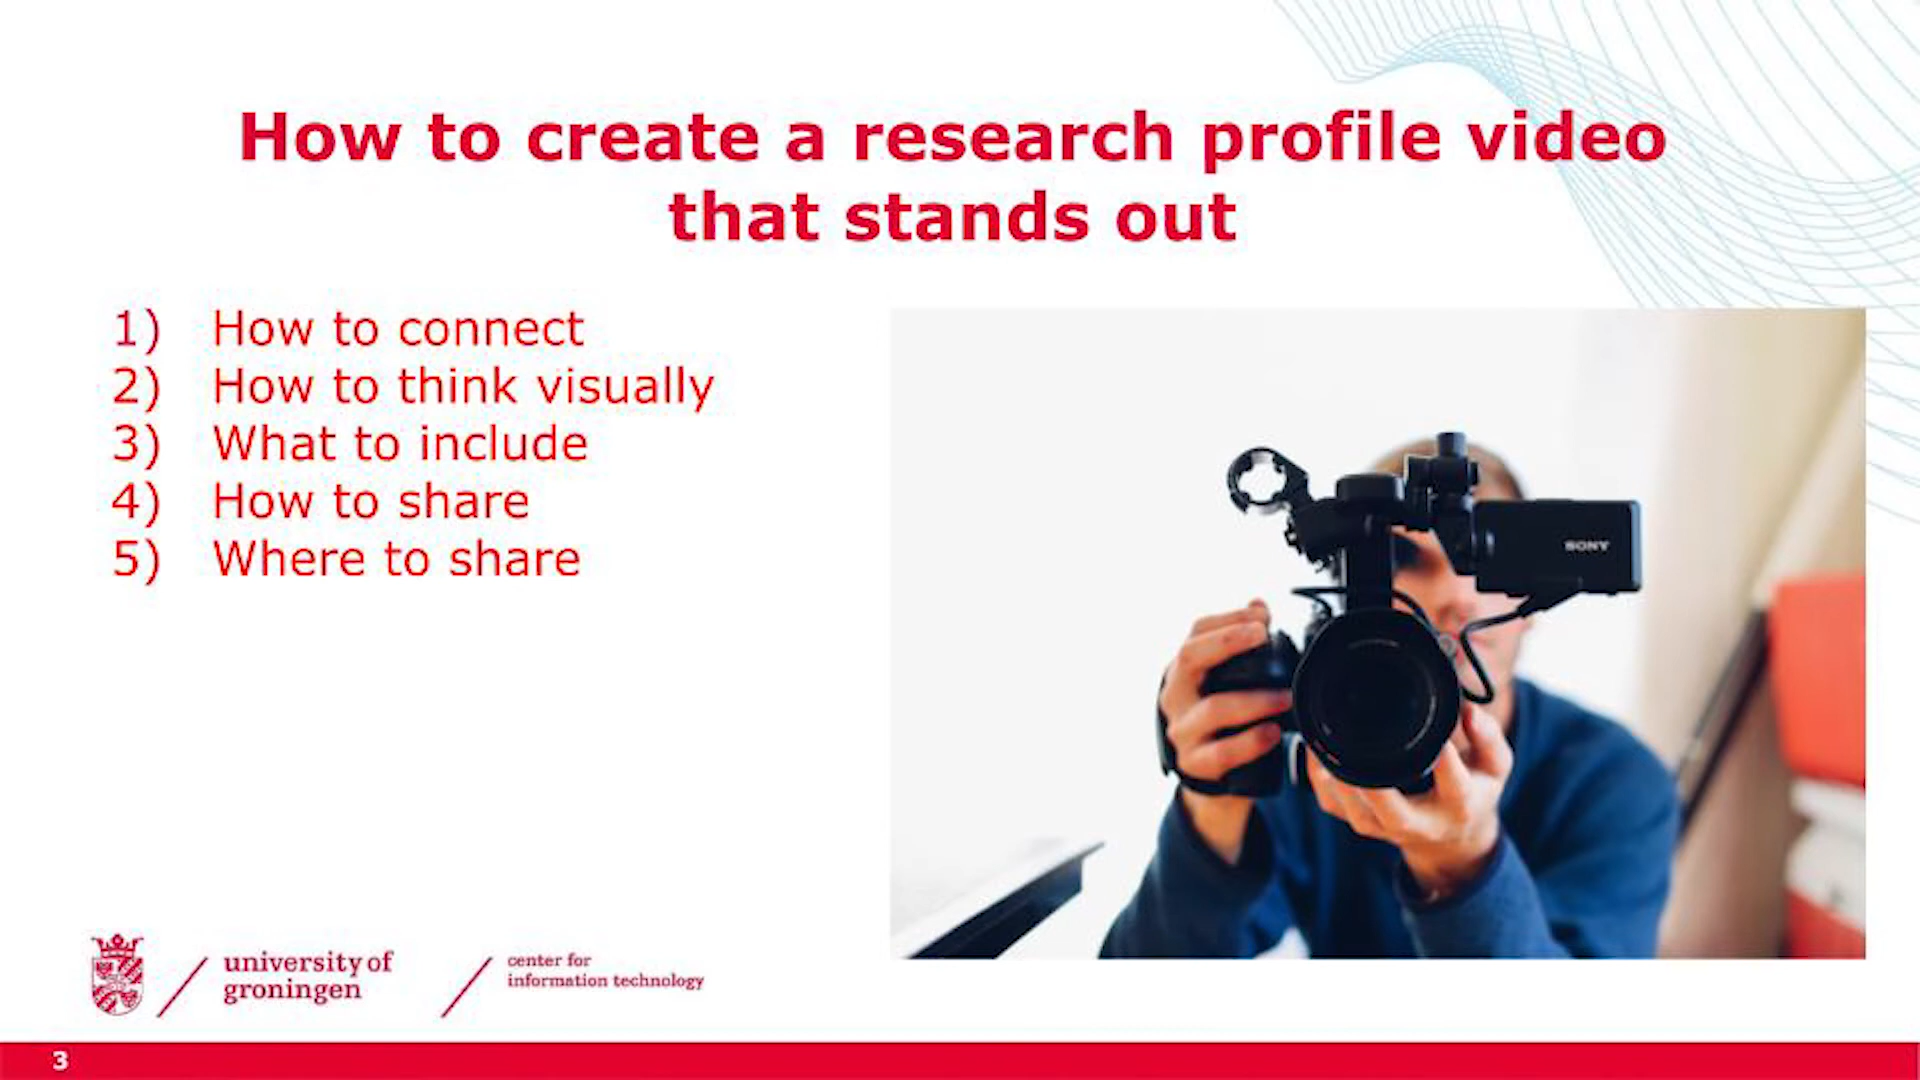 How to create a research profile video
that stands out
1) How to connect
2) How to think visually
3) What to include
4) How to share
5) Where to share
SONY
university of
groningen
center for
information technology
3